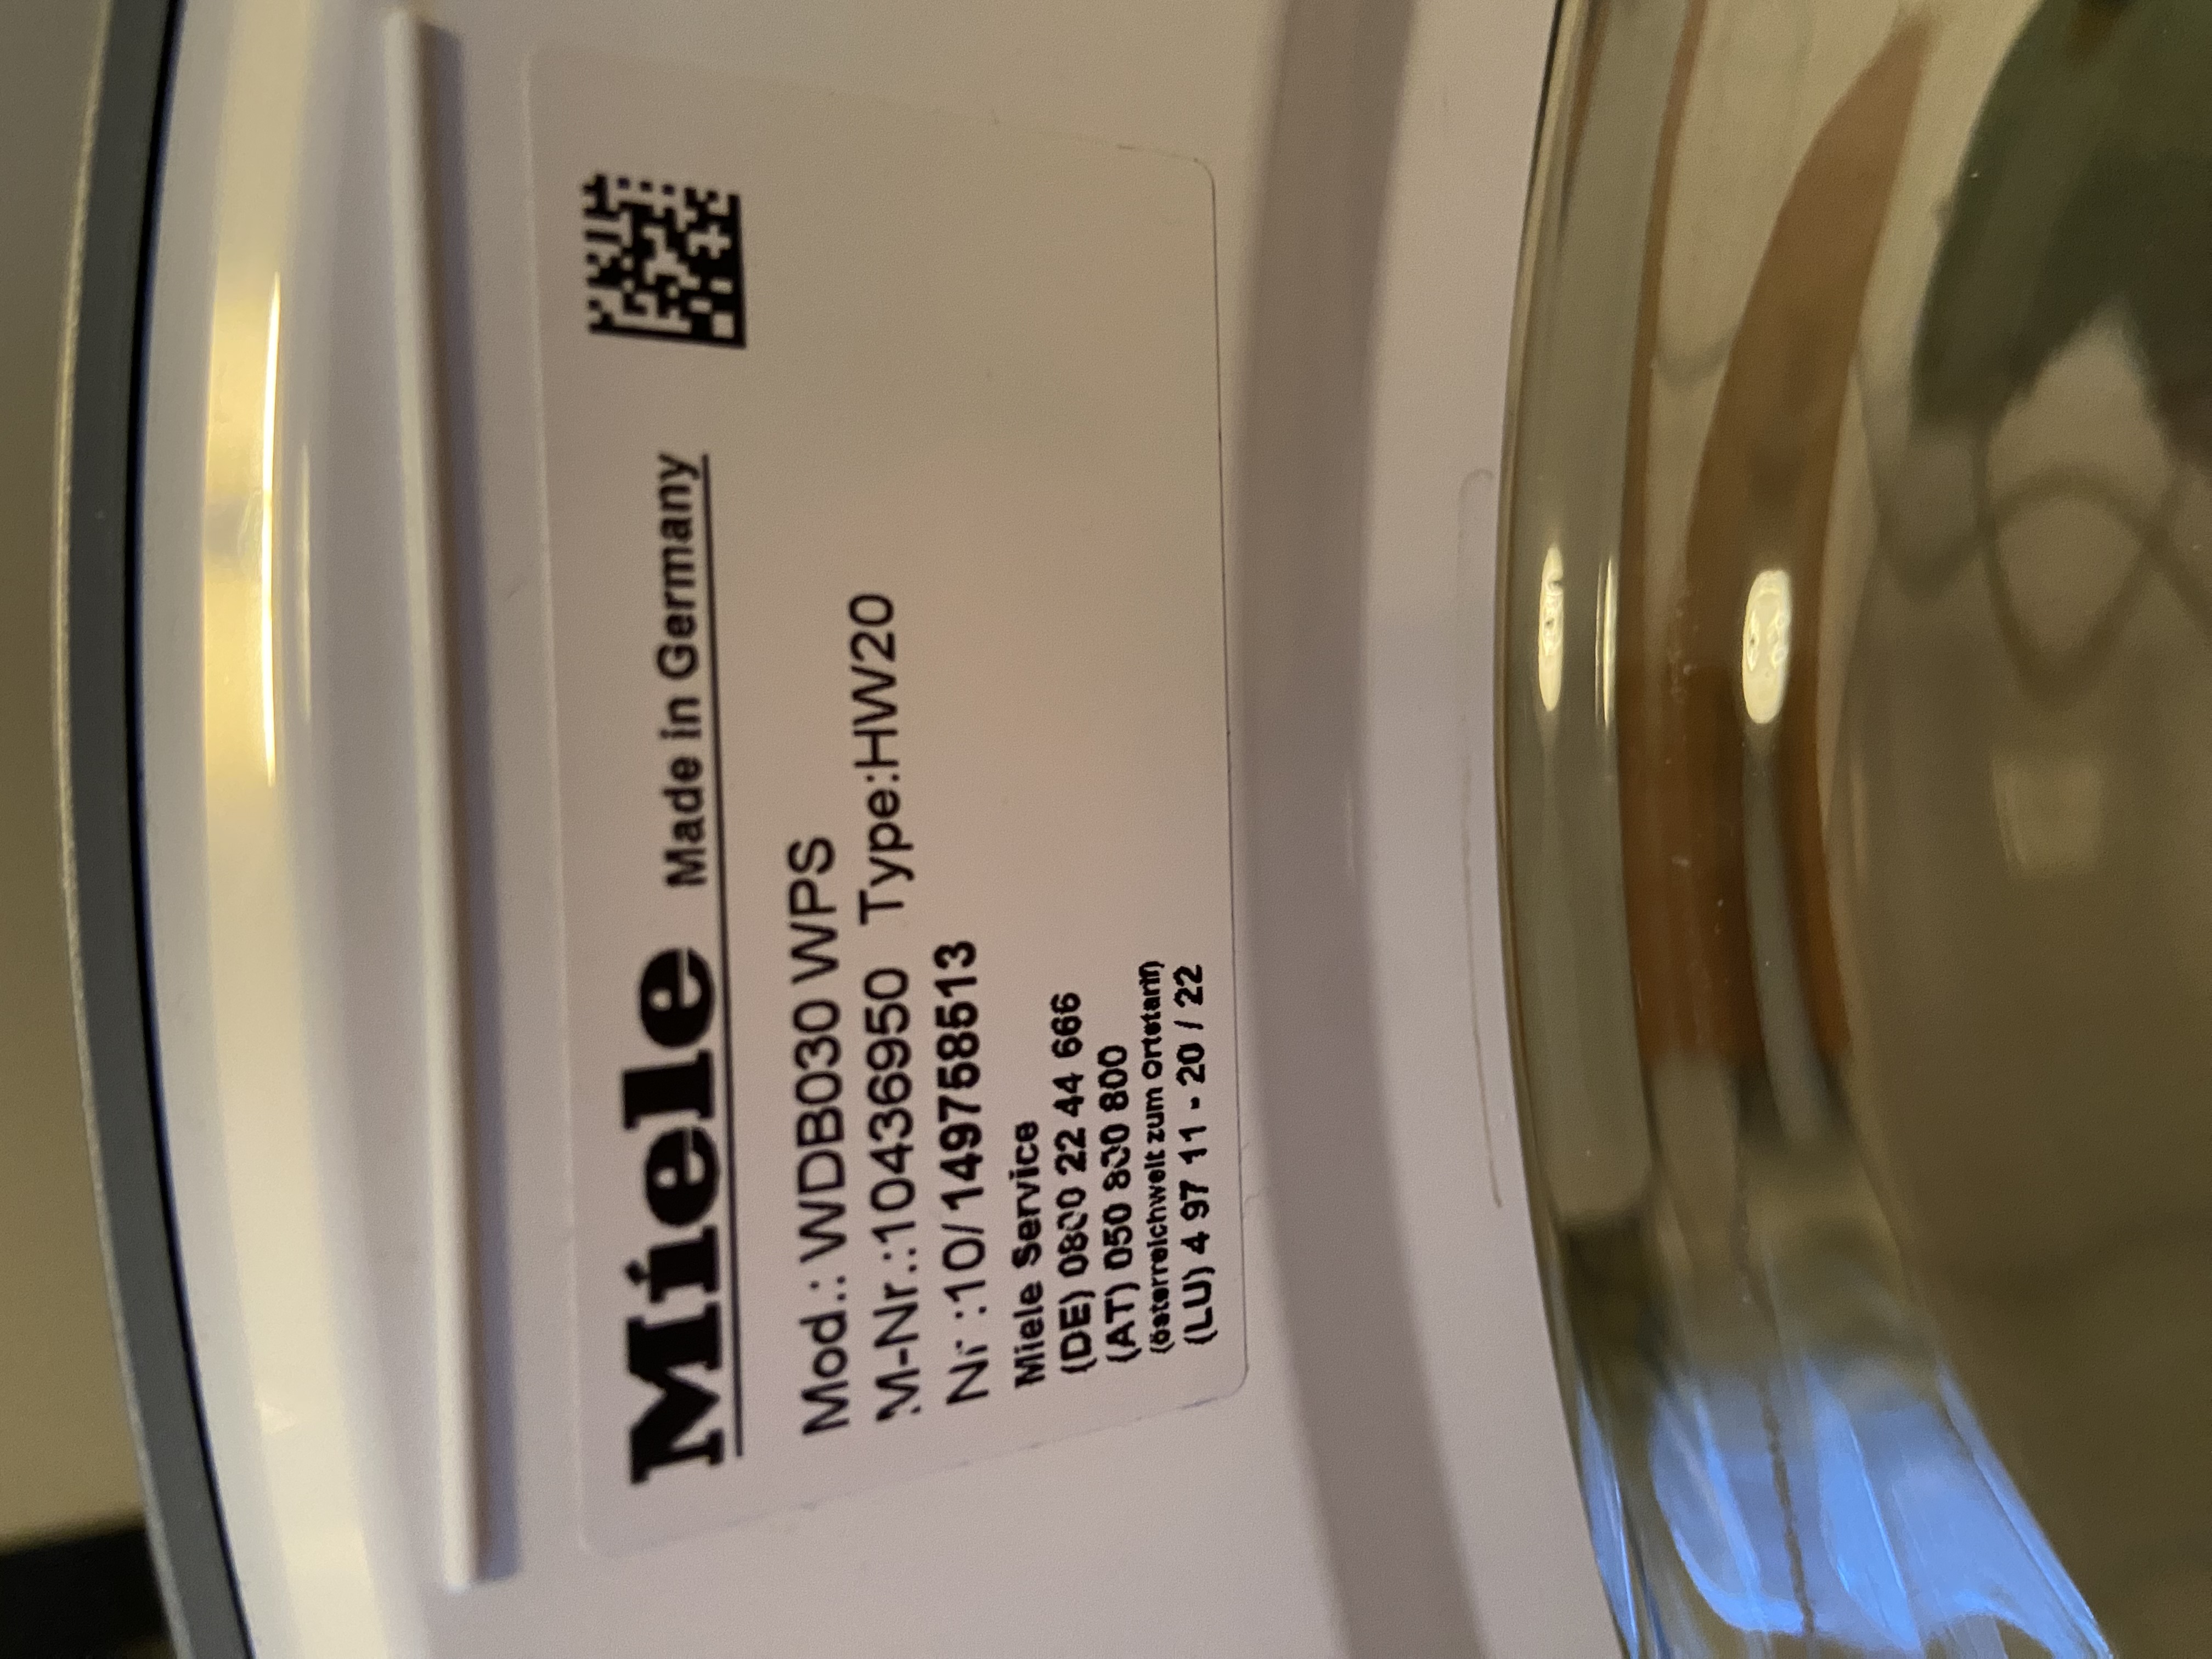 Miele Made in Germany
Mod.: WDB030 WPS
M-Nr.:10436950 Type:HW20
Nr :10/149758513
Miele Service
(DE) 0800 22 44 666
(AT) 050 800 800
(österreichweit zum Ortstarif)
(LU) 4 97 11 - 20 / 22